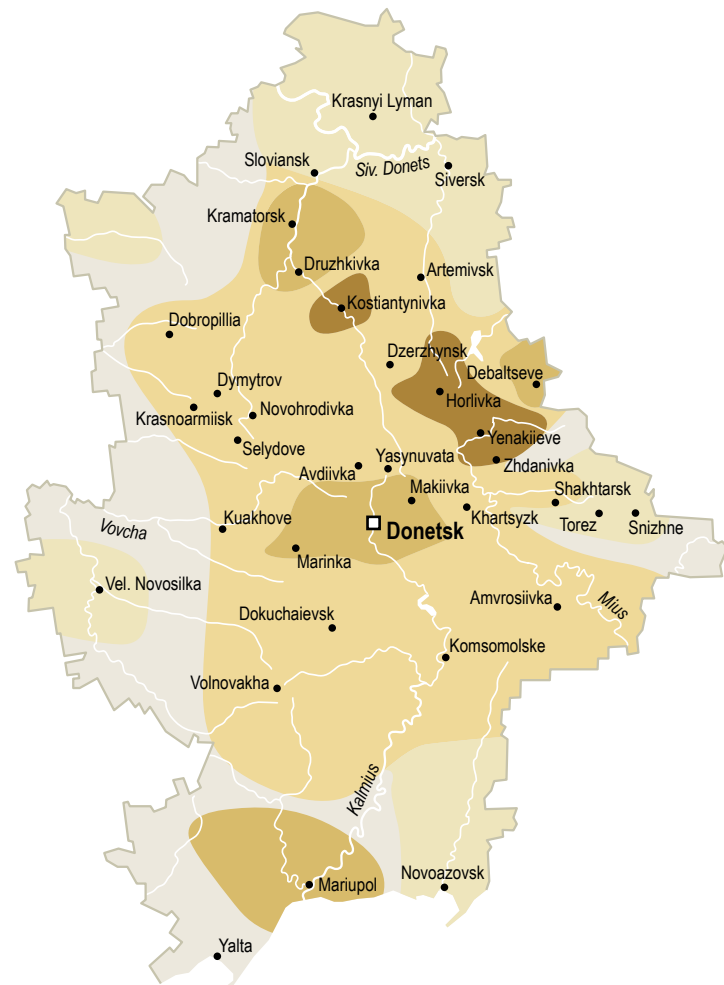 Krasnyi Lyman
Sloviansk
Siv. Donets
Siversk
Kramatorsk
Druzhkivka
Artemivsk
Kostiantynivka
Dobropillia
Dzerzhynsk
Debaltseve
Dymytrov
Horlivka
Krasnoarmiisk
Novohrodivka
Yenakiieve
Selydove
Avdiivka
Yasynuvata
Zhdanivka
Makiivka
Shakhtarsk
Vovcha
Kuakhove
Donetsk
Khartsyzk
Torez
Snizhne
Marinka
Vel. Novosilka
Dokuchaievsk
Amvrosiivka
Mius
Komsomolske
Volnovakha
Kalmius
Mariupol
Novoazovsk
Yalta